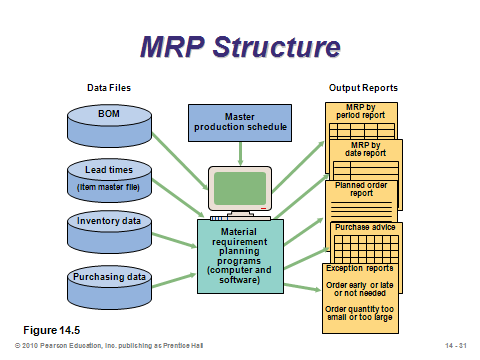 MRP Structure
Data Files
Output Reports
BOM
Lead times
(item master file)
Inventory data
Purchasing data
Master
production schedule
Material
requirement
planning
programs
(computer and
software)
MRP by
period report
MRP by
date report
Planned order
report
Purchase advice
Exception reports
Order early or late
or not needed
Order quantity too
small or too large
Figure 14.5
© 2010 Pearson Education, Inc. publishing as Prentice Hall
14 - 31